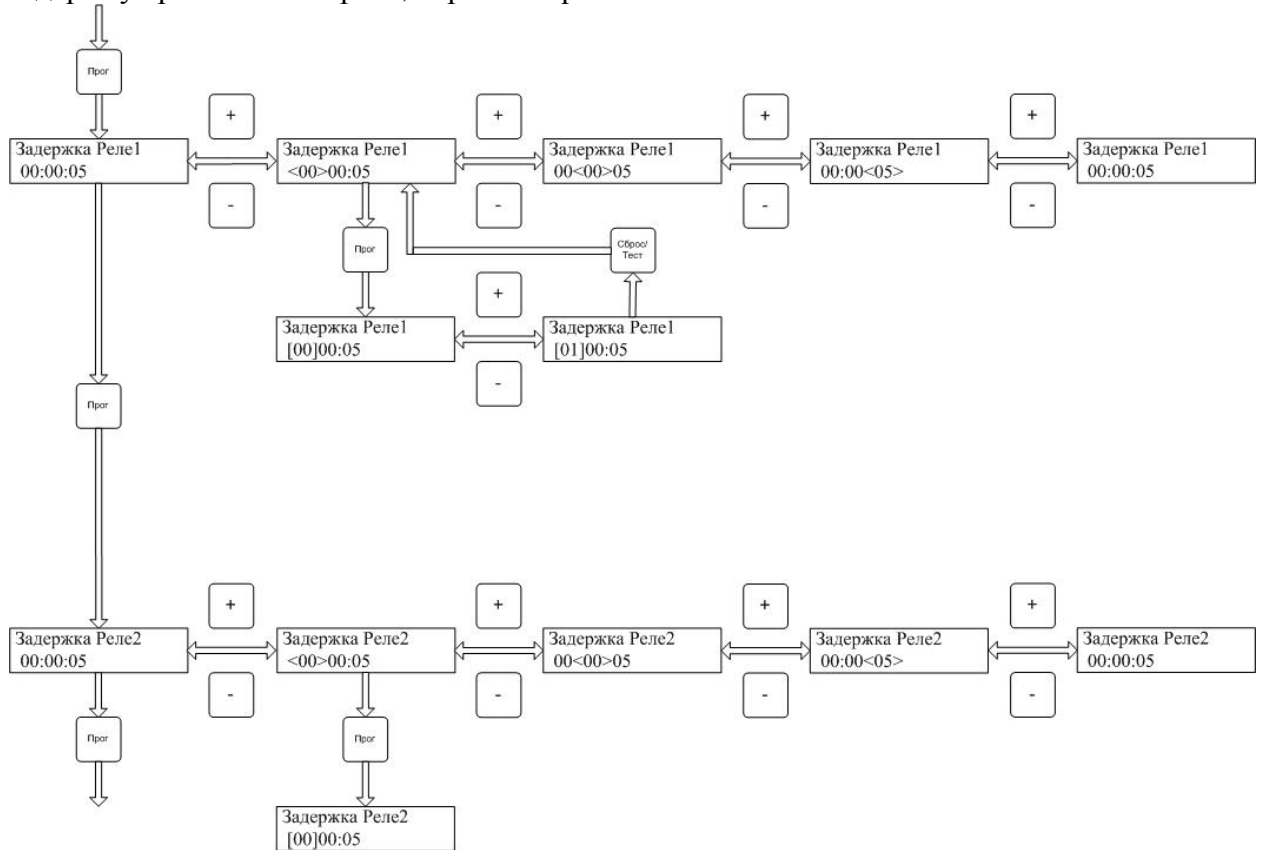 Прог
+
+
+
+
Задержка Реле1
00:00:05
Задержка Реле1
<00>00:05
Задержка Реле1
00<00>05
Задержка Реле1
00:00<05>
Задержка Реле1
00:00:05
-
-
-
-
Прог
Сброс/
Тест
+
Задержка Реле1
[00]00:05
Задержка Реле1
[01]00:05
-
Прог
+
+
+
+
Задержка Реле2
00:00:05
Задержка Реле2
<00>00:05
Задержка Реле2
00<00>05
Задержка Реле2
00:00<05>
Задержка Реле2
00:00:05
-
-
-
-
Прог
Прог
Задержка Реле2
[00]00:05